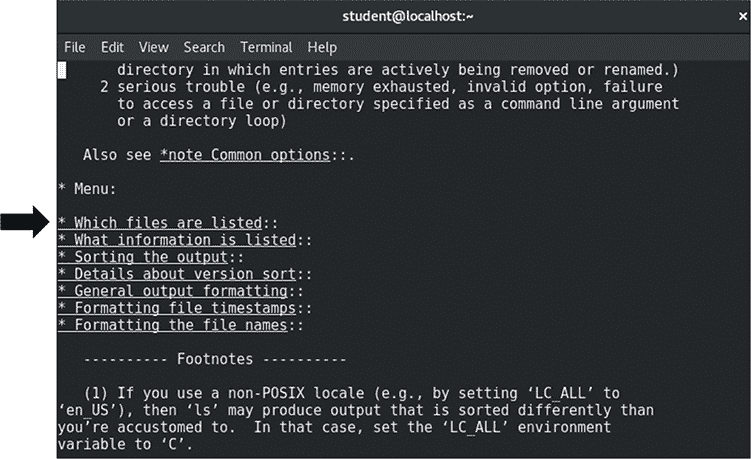 student@localhost:~
File Edit View Search Terminal Help
directory in which entries are actively being removed or renamed.)
2 serious trouble (e.g., memory exhausted, invalid option, failure
to access a file or directory specified as a command line argument
or a directory loop)
Also see *note Common options::.
* Menu:
* Which files are listed::
* What information is listed::
* Sorting the output::
* Details about version sort::
* General output formatting::
* Formatting file timestamps::
* Formatting the file names::
---------- Footnotes ----------
(1) If you use a non-POSIX locale (e.g., by setting ‘LC_ALL’ to
‘en_US’), then ‘ls’ may produce output that is sorted differently than
you’re accustomed to.  In that case, set the ‘LC_ALL’ environment
variable to ‘C’.